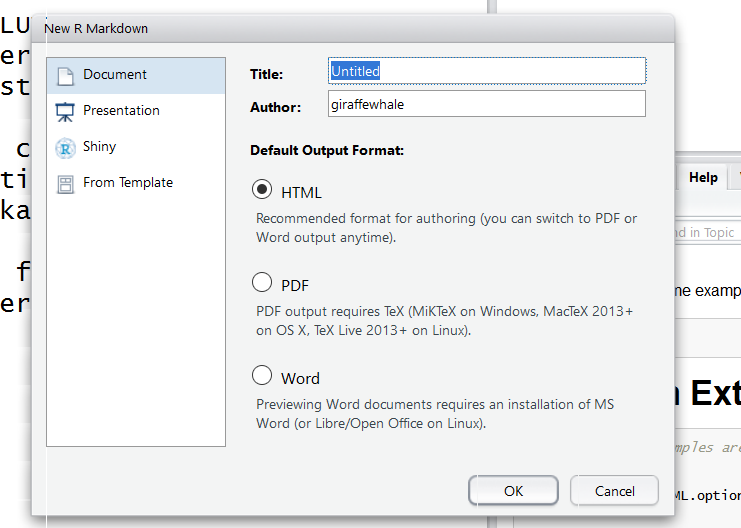 New R Markdown
Document
Presentation
Shiny
From Template
Title: Untitled
Author: giraffewhale
Default Output Format:
HTML
Recommended format for authoring (you can switch to PDF or
Word output anytime).
PDF
PDF output requires TeX (MiKTeX on Windows, MacTeX 2013+
on OS X, TeX Live 2013+ on Linux).
Word
Previewing Word documents requires an installation of MS
Word (or Libre/Open Office on Linux).
OK
Cancel
LU
er
st
c
ti
ka
f
er
Help
nd in Topic
me examp
Ext
mples are
ML.option